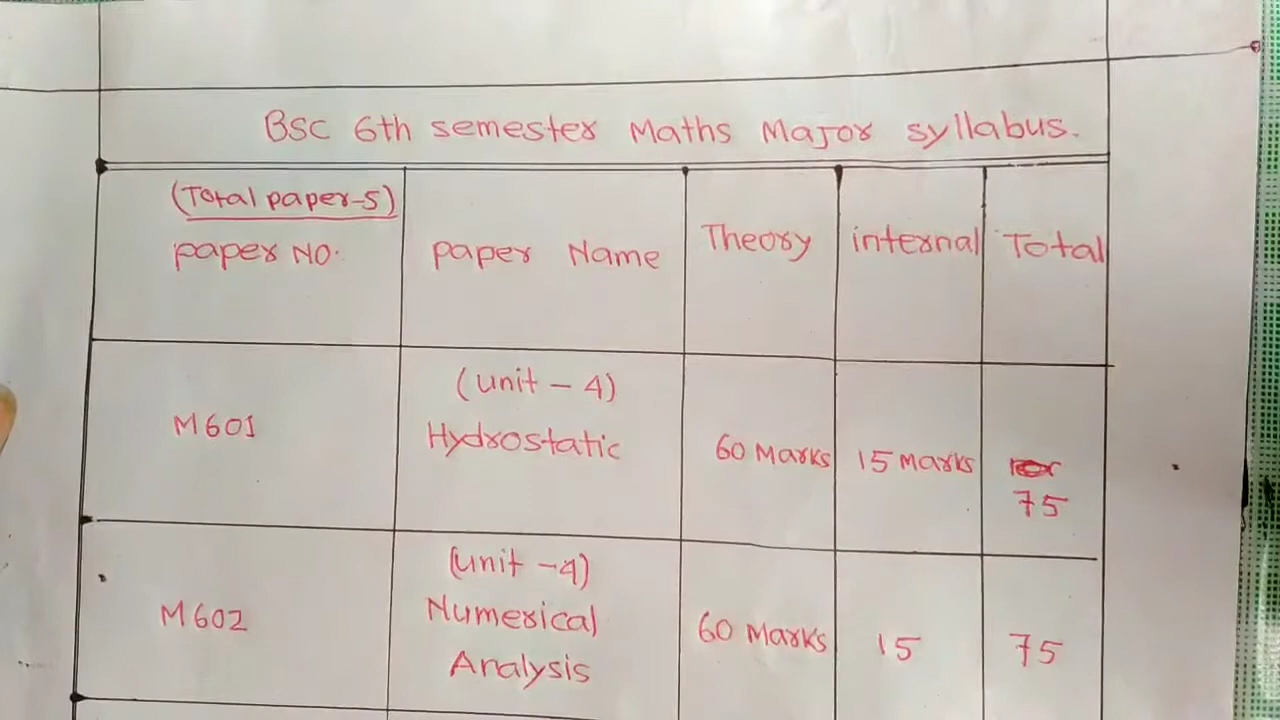 Bsc 6th semester Maths Major syllabus.
(Total paper-5)
paper NO.
paper Name
Theory
internal
Total
M601
(unit - 4)
Hydrostatic
60 Marks
15 Marks
75
M602
(unit -4)
Numerical
Analysis
60 Marks
15
75